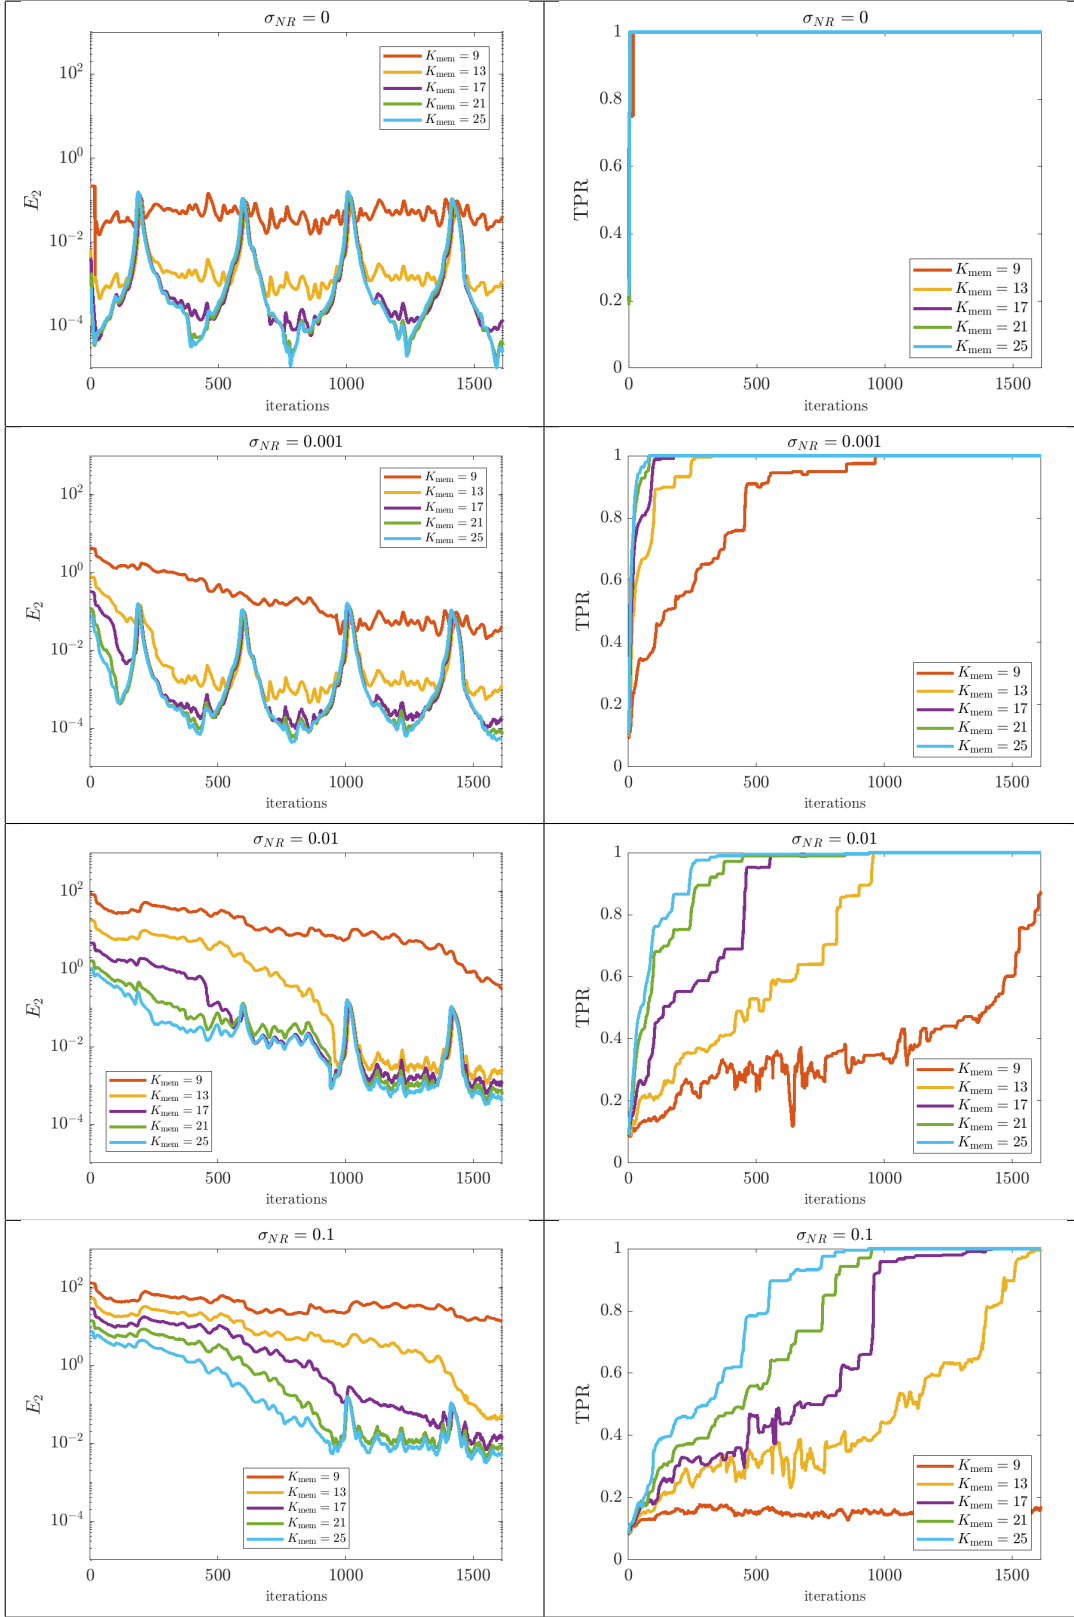 σ_NR = 0
10^2
10^0
10^-2
10^-4
E_2
K_mem = 9
K_mem = 13
K_mem = 17
K_mem = 21
K_mem = 25
0 500 1000 1500
iterations
σ_NR = 0
1
0.8
0.6
0.4
0.2
0
TPR
K_mem = 9
K_mem = 13
K_mem = 17
K_mem = 21
K_mem = 25
0 500 1000 1500
iterations
σ_NR = 0.001
10^2
10^0
10^-2
10^-4
E_2
K_mem = 9
K_mem = 13
K_mem = 17
K_mem = 21
K_mem = 25
0 500 1000 1500
iterations
σ_NR = 0.001
1
0.8
0.6
0.4
0.2
0
TPR
K_mem = 9
K_mem = 13
K_mem = 17
K_mem = 21
K_mem = 25
0 500 1000 1500
iterations
σ_NR = 0.01
10^2
10^0
10^-2
10^-4
E_2
K_mem = 9
K_mem = 13
K_mem = 17
K_mem = 21
K_mem = 25
0 500 1000 1500
iterations
σ_NR = 0.01
1
0.8
0.6
0.4
0.2
0
TPR
K_mem = 9
K_mem = 13
K_mem = 17
K_mem = 21
K_mem = 25
0 500 1000 1500
iterations
σ_NR = 0.1
10^2
10^0
10^-2
10^-4
E_2
K_mem = 9
K_mem = 13
K_mem = 17
K_mem = 21
K_mem = 25
0 500 1000 1500
iterations
σ_NR = 0.1
1
0.8
0.6
0.4
0.2
0
TPR
K_mem = 9
K_mem = 13
K_mem = 17
K_mem = 21
K_mem = 25
0 500 1000 1500
iterations